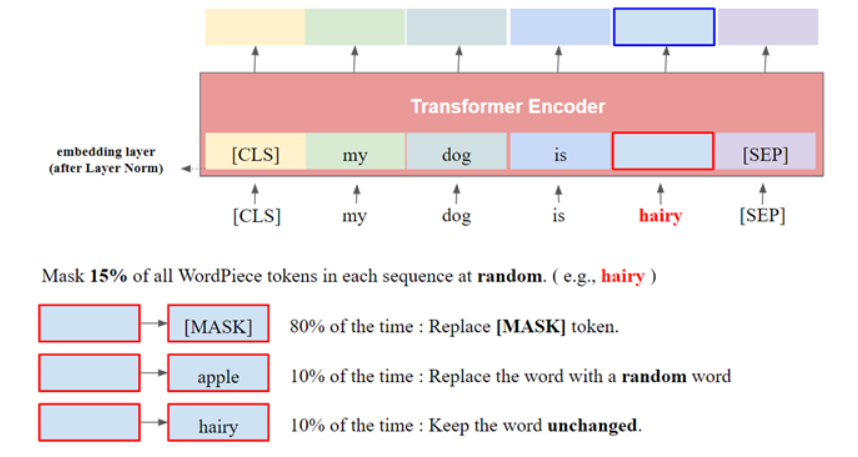 Transformer Encoder
embedding layer
(after Layer Norm)
[CLS] my dog is [SEP]
[CLS] my dog is hairy [SEP]
Mask 15% of all WordPiece tokens in each sequence at random. ( e.g., hairy )
[MASK] 80% of the time : Replace [MASK] token.
apple 10% of the time : Replace the word with a random word
hairy 10% of the time : Keep the word unchanged.